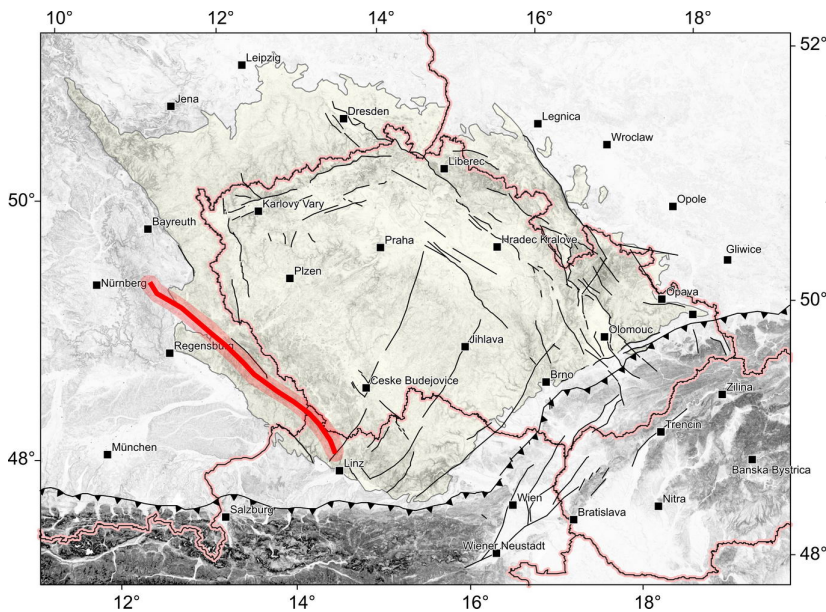 10°
12°
14°
16°
18°
52°
Leipzig
Jena
Dresden
Legnica
Wroclaw
Liberec
50°
Karlovy Vary
Opole
Bayreuth
Praha
Hradec Kralove
Gliwice
Plzen
Nürnberg
Opava
50°
Olomouc
Regensburg
Jihlava
Ceske Budejovice
Brno
Zilina
Trencin
48°
München
Linz
Banska Bystrica
Wien
Nitra
Salzburg
Bratislava
Wiener Neustadt
48°
12
14
16
18